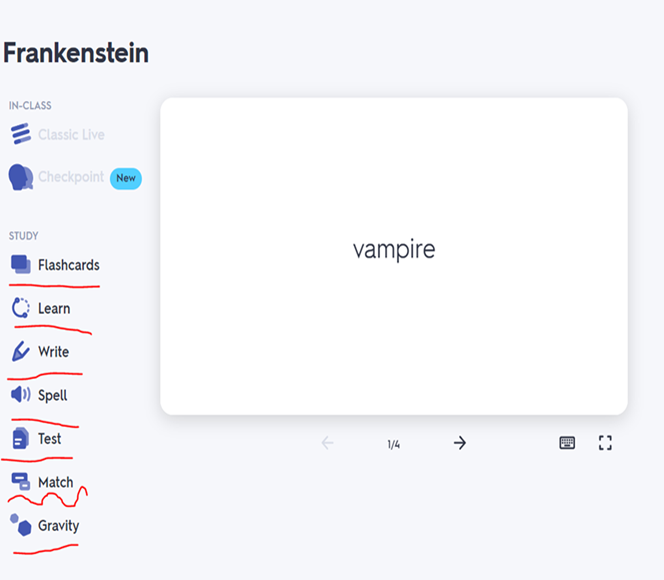 Frankenstein
IN-CLASS
Classic Live
Checkpoint New
STUDY
Flashcards
Learn
Write
Spell
Test
Match
Gravity
vampire
1/4